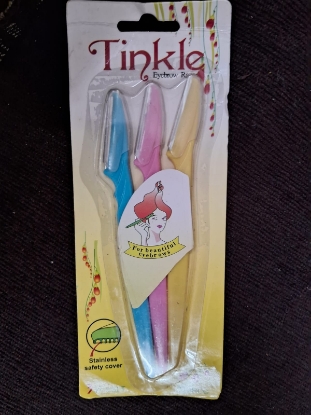 Tinkle
Eyebrow
For beautiful
eyebrows
Stainless
safety cover